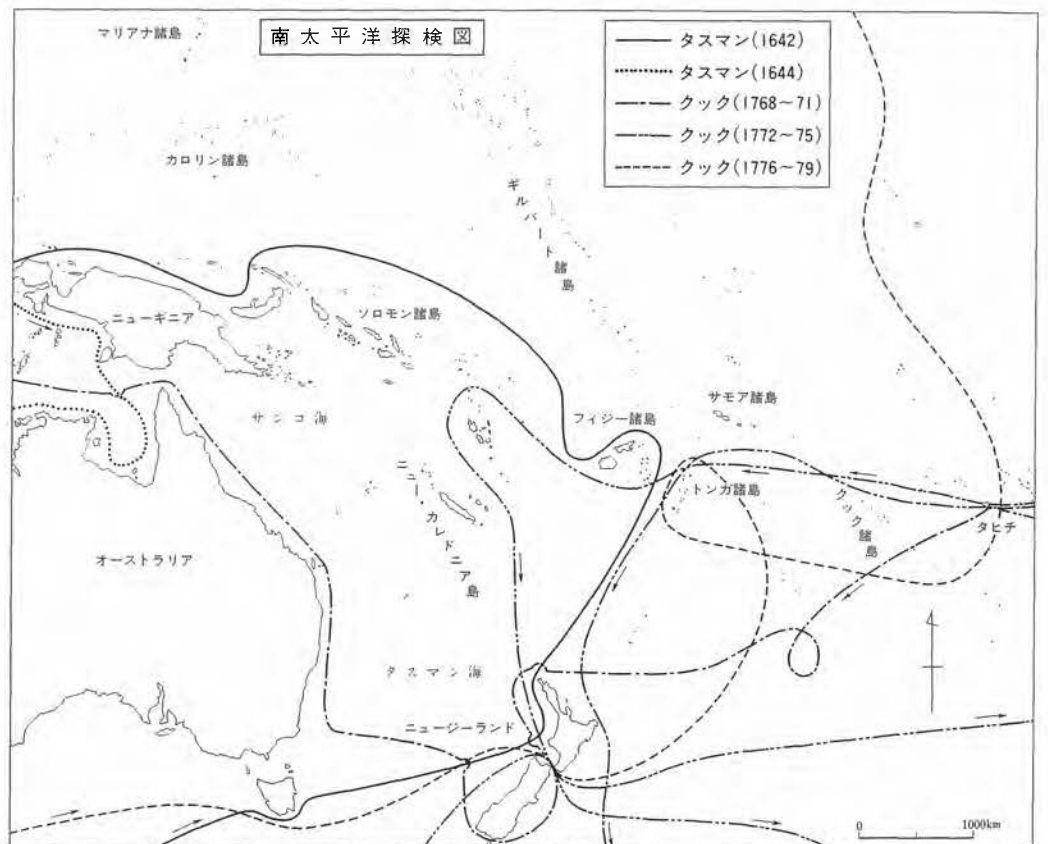 南太平洋探検図
タスマン(1642)
タスマン(1644)
クック(1768~71)
クック(1772~75)
クック(1776~79)
マリアナ諸島
カロリン諸島
ギルバート諸島
ニューギニア
ソロモン諸島
サンゴ海
サモア諸島
フィジー諸島
トンガ諸島
クック諸島
タヒチ
ニューカレドニア島
オーストラリア
タスマン海
ニュージーランド
0 1000km